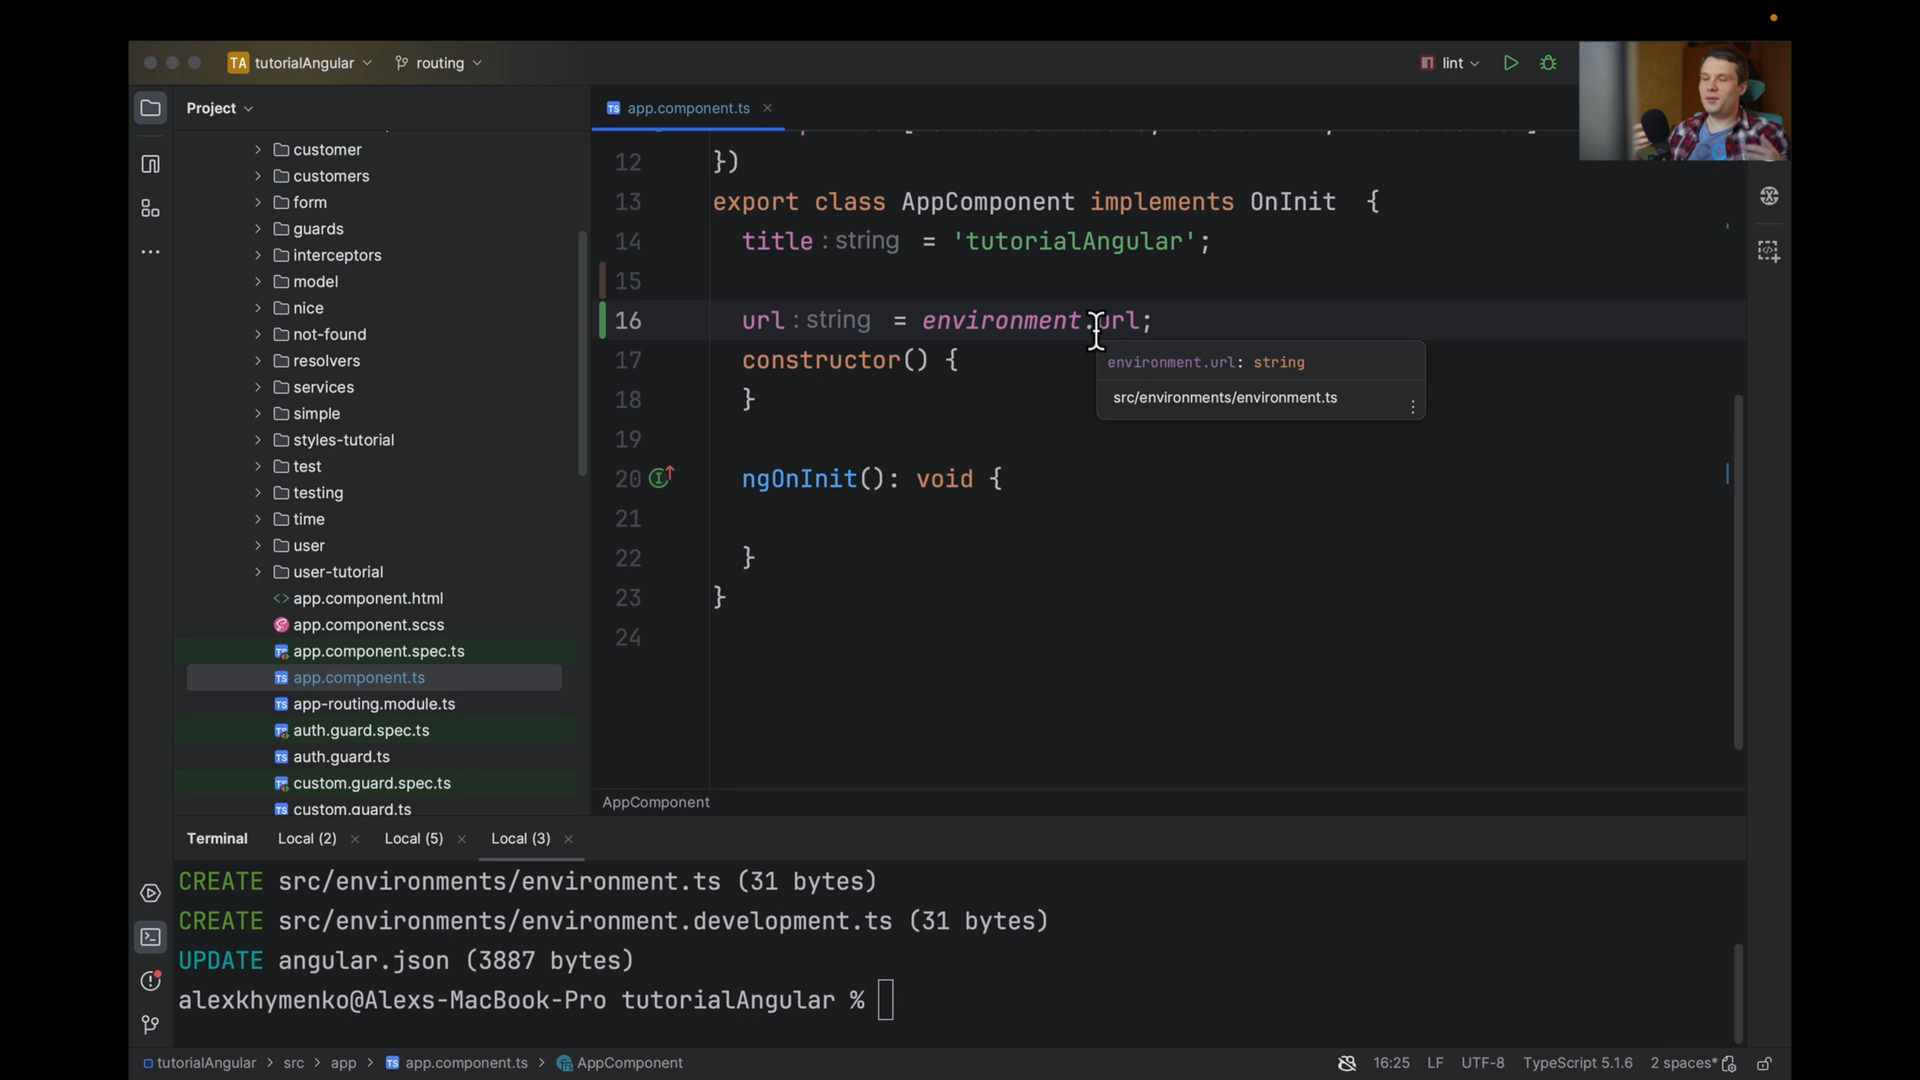 TA tutorialAngular routing lint
Project
app.component.ts
customer
customers
form
guards
interceptors
model
nice
not-found
resolvers
services
simple
styles-tutorial
test
testing
time
user
user-tutorial
app.component.html
app.component.scss
app.component.spec.ts
app.component.ts
app-routing.module.ts
auth.guard.spec.ts
auth.guard.ts
custom.guard.spec.ts
custom.guard.ts
12 })
13 export class AppComponent implements OnInit {
14 title : string = 'tutorialAngular';
15
16 url : string = environment.url;
17 constructor() {
18 }
19
20 ngOnInit(): void {
21
22 }
23 }
24
environment.url: string
src/environments/environment.ts
AppComponent
Terminal Local (2) Local (5) Local (3)
CREATE src/environments/environment.ts (31 bytes)
CREATE src/environments/environment.development.ts (31 bytes)
UPDATE angular.json (3887 bytes)
alexkhymenko@Alexs-MacBook-Pro tutorialAngular %
tutorialAngular > src > app > TS app.component.ts > AppComponent 16:25 LF UTF-8 TypeScript 5.1.6 2 spaces*